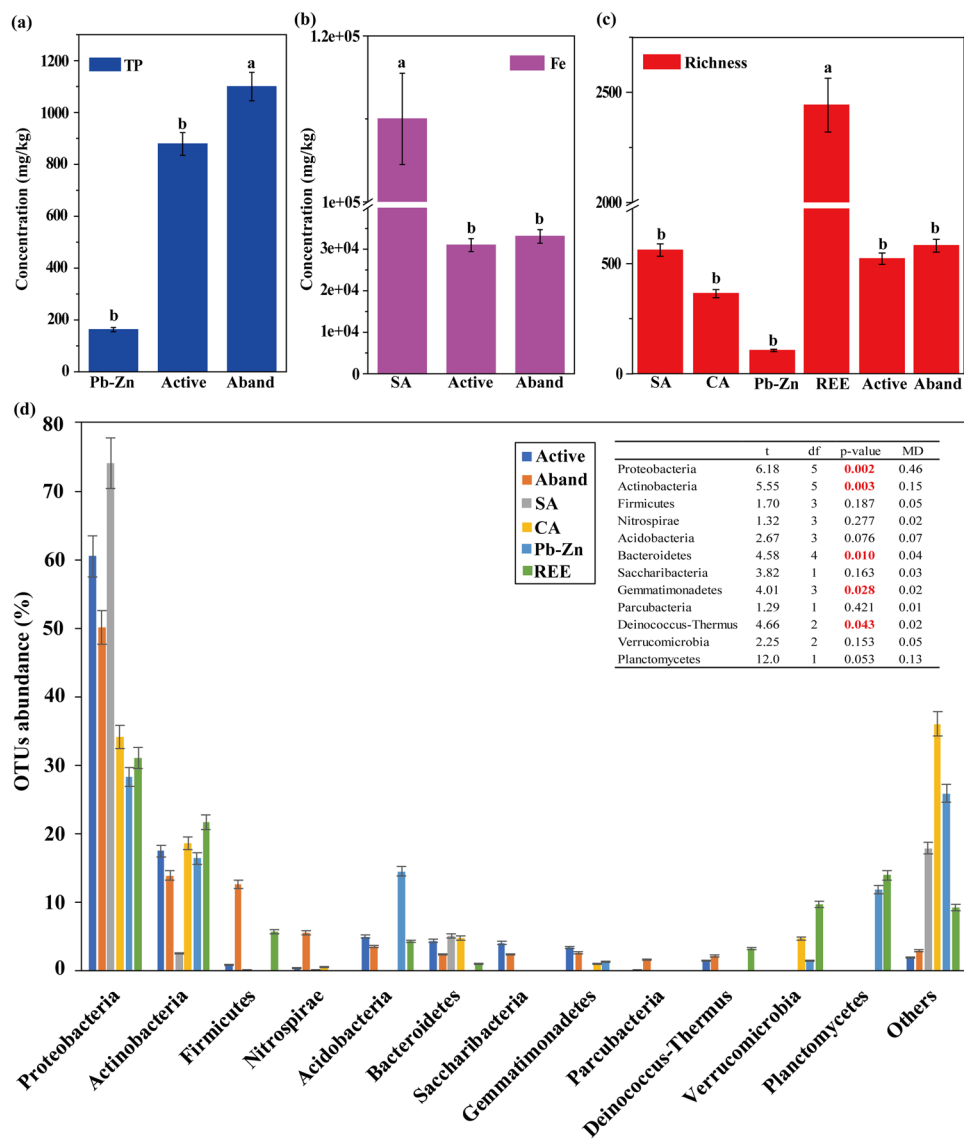 (a)
TP
Concentration (mg/kg)
1100
1000
800
600
400
200
0
b
b
a
Pb-Zn Active Aband
(b)
Fe
Concentration (mg/kg)
1.2e+05
1e+05
3e+04
2e+04
1e+04
0
a
b
b
SA Active Aband
(c)
Richness
2500
2000
500
0
b
b
b
a
b
b
SA CA Pb-Zn REE Active Aband
(d)
OTUs abundance (%)
80
70
60
50
40
30
20
10
0
Active
Aband
SA
CA
Pb-Zn
REE
t df p-value MD
Proteobacteria 6.18 5 0.002 0.46
Actinobacteria 5.55 5 0.003 0.15
Firmicutes 1.70 3 0.187 0.05
Nitrospirae 1.32 3 0.277 0.02
Acidobacteria 2.67 3 0.076 0.07
Bacteroidetes 4.58 4 0.010 0.04
Saccharibacteria 3.82 1 0.163 0.03
Gemmatimonadetes 4.01 3 0.028 0.02
Parcubacteria 1.29 1 0.421 0.01
Deinococcus-Thermus 4.66 2 0.043 0.02
Verrucomicrobia 2.25 2 0.153 0.05
Planctomycetes 12.0 1 0.053 0.13
Proteobacteria
Actinobacteria
Firmicutes
Nitrospirae
Acidobacteria
Bacteroidetes
Saccharibacteria
Gemmatimonadetes
Parcubacteria
Deinococcus-Thermus
Verrucomicrobia
Planctomycetes
Others